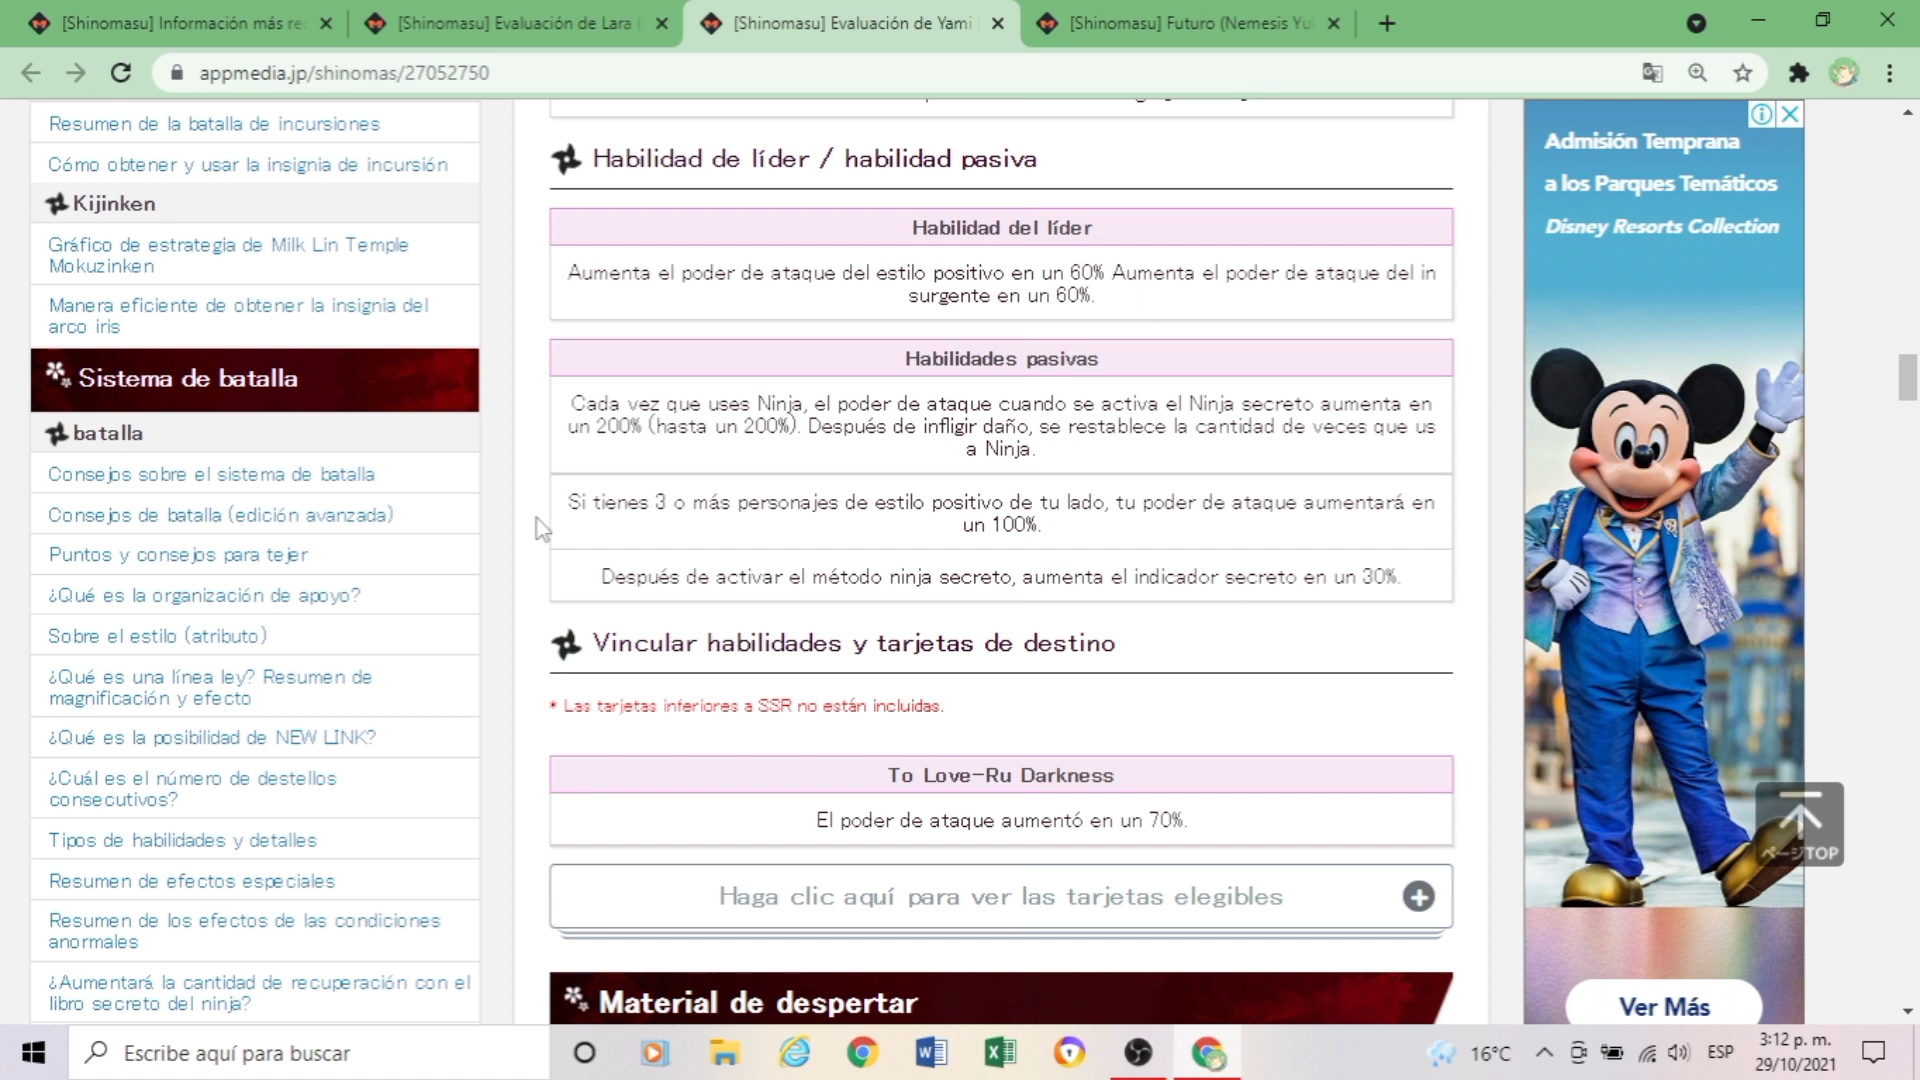 [Shinomasu] Información más re
[Shinomasu] Evaluación de Lara
[Shinomasu] Evaluación de Yami
[Shinomasu] Futuro (Nemesis Yu
appmedia.jp/shinomas/27052750
Resumen de la batalla de incursiones
Cómo obtener y usar la insignia de incursión
Kijinken
Gráfico de estrategia de Milk Lin Temple
Mokuzinken
Manera eficiente de obtener la insignia del
arco iris
Sistema de batalla
batalla
Consejos sobre el sistema de batalla
Consejos de batalla (edición avanzada)
Puntos y consejos para tejer
¿Qué es la organización de apoyo?
Sobre el estilo (atributo)
¿Qué es una línea ley? Resumen de
magnificación y efecto
¿Qué es la posibilidad de NEW LINK?
¿Cuál es el número de destellos
consecutivos?
Tipos de habilidades y detalles
Resumen de efectos especiales
Resumen de los efectos de las condiciones
anormales
¿Aumentará la cantidad de recuperación con el
libro secreto del ninja?
Habilidad de líder / habilidad pasiva
Habilidad del líder
Aumenta el poder de ataque del estilo positivo en un 60% Aumenta el poder de ataque del in
surgente en un 60%.
Habilidades pasivas
Cada vez que uses Ninja, el poder de ataque cuando se activa el Ninja secreto aumenta en
un 200% (hasta un 200%). Después de infligir daño, se restablece la cantidad de veces que us
a Ninja.
Si tienes 3 o más personajes de estilo positivo de tu lado, tu poder de ataque aumentará en
un 100%.
Después de activar el método ninja secreto, aumenta el indicador secreto en un 30%.
Vincular habilidades y tarjetas de destino
* Las tarjetas inferiores a SSR no están incluidas.
To Love-Ru Darkness
El poder de ataque aumentó en un 70%.
Haga clic aquí para ver las tarjetas elegibles
Material de despertar
Admisión Temprana
a los Parques Temáticos
Disney Resorts Collection
ページTOP
Ver Más
Escribe aquí para buscar
16°C
ESP
3:12 p. m.
29/10/2021